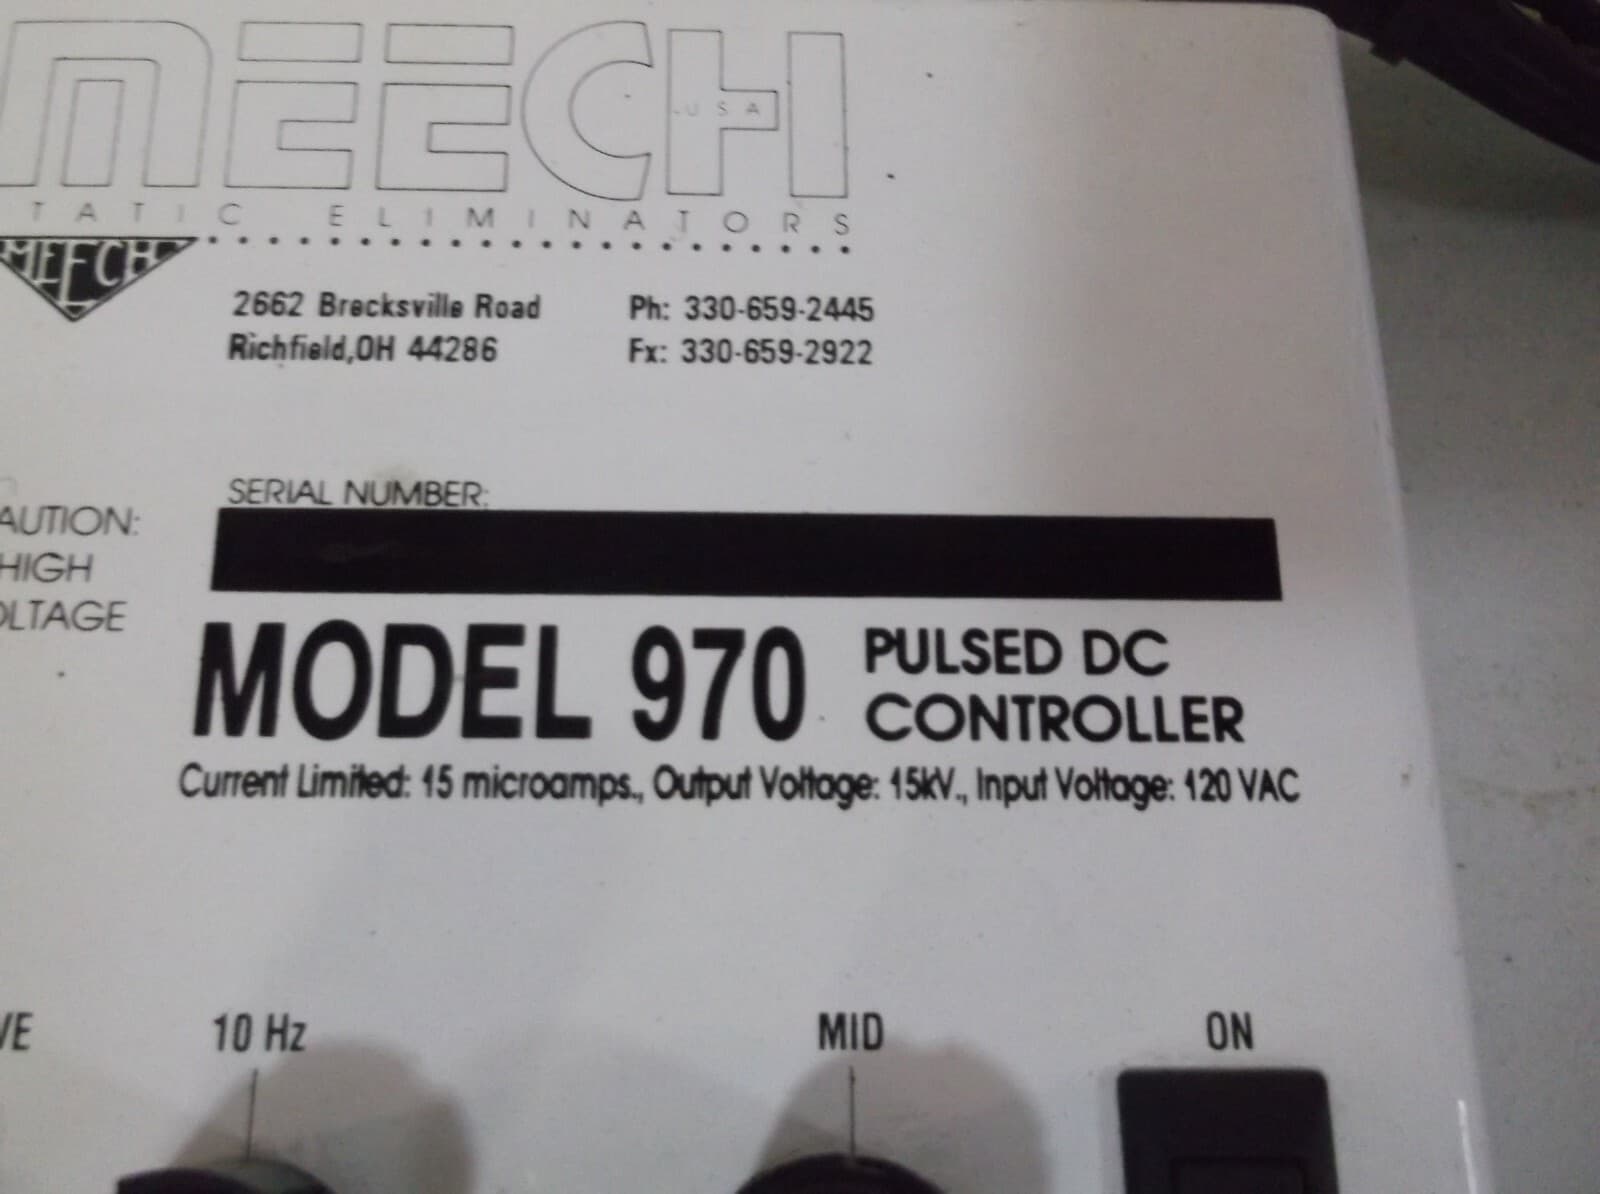 MEECH
USA
TATIC ELIMINATORS
MEECH
2662 Brecksville Road
Richfield,OH 44286
Ph: 330-659-2445
Fx: 330-659-2922
AUTION:
HIGH
OLTAGE
SERIAL NUMBER:
MODEL 970
PULSED DC
CONTROLLER
Current Limited: 15 microamps., Output Voltage: 15kV., Input Voltage: 120 VAC
VE
10 Hz
MID
ON